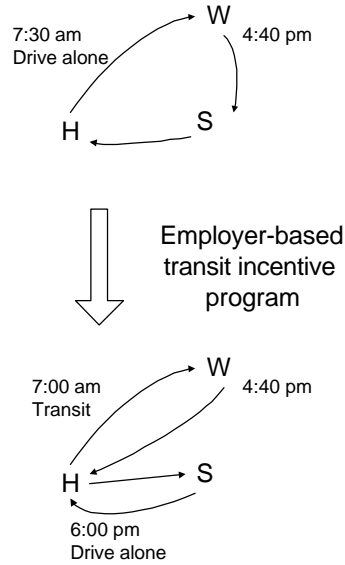 W
7:30 am
Drive alone
4:40 pm
H
S
Employer-based
transit incentive
program
W
7:00 am
Transit
4:40 pm
H
S
6:00 pm
Drive alone